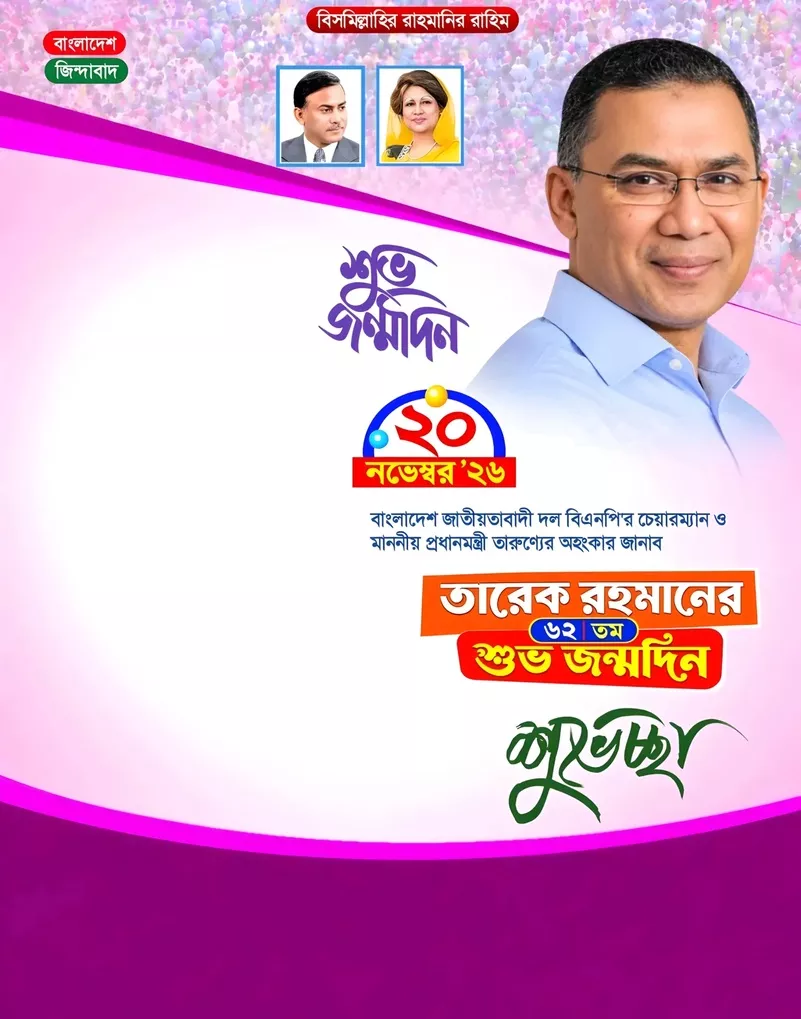 বিসমিল্লাহির রাহমানির রাহিম
বাংলাদেশ
জিন্দাবাদ
শুভ
জন্মদিন
২০
নভেম্বর '২৬
বাংলাদেশ জাতীয়তাবাদী দল বিএনপি'র চেয়ারম্যান ও
মাননীয় প্রধানমন্ত্রী তারুণ্যের অহংকার জানাব
তারেক রহমানের
৬২ তম
শুভ জন্মদিন
শুভেচ্ছা